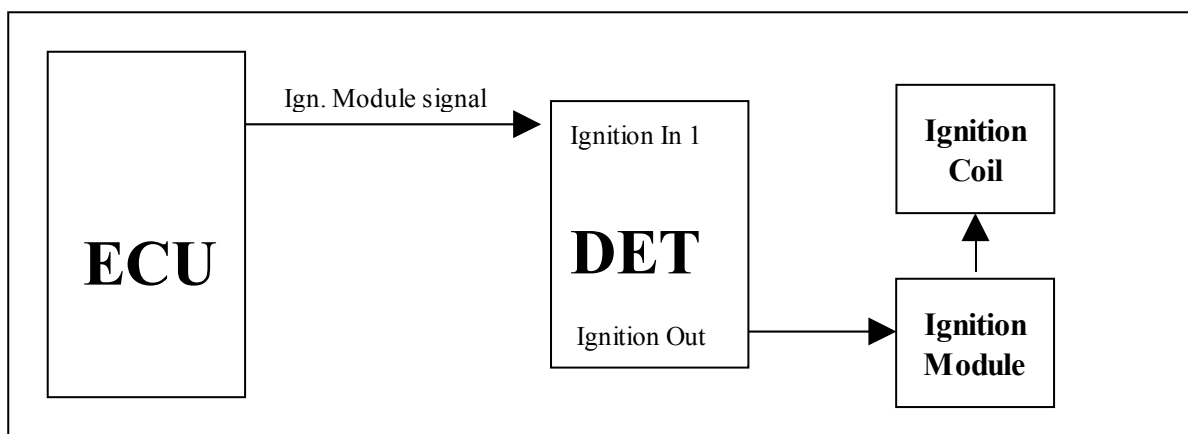 Ign. Module signal
ECU
Ignition In 1
DET
Ignition Out
Ignition
Coil
Ignition
Module